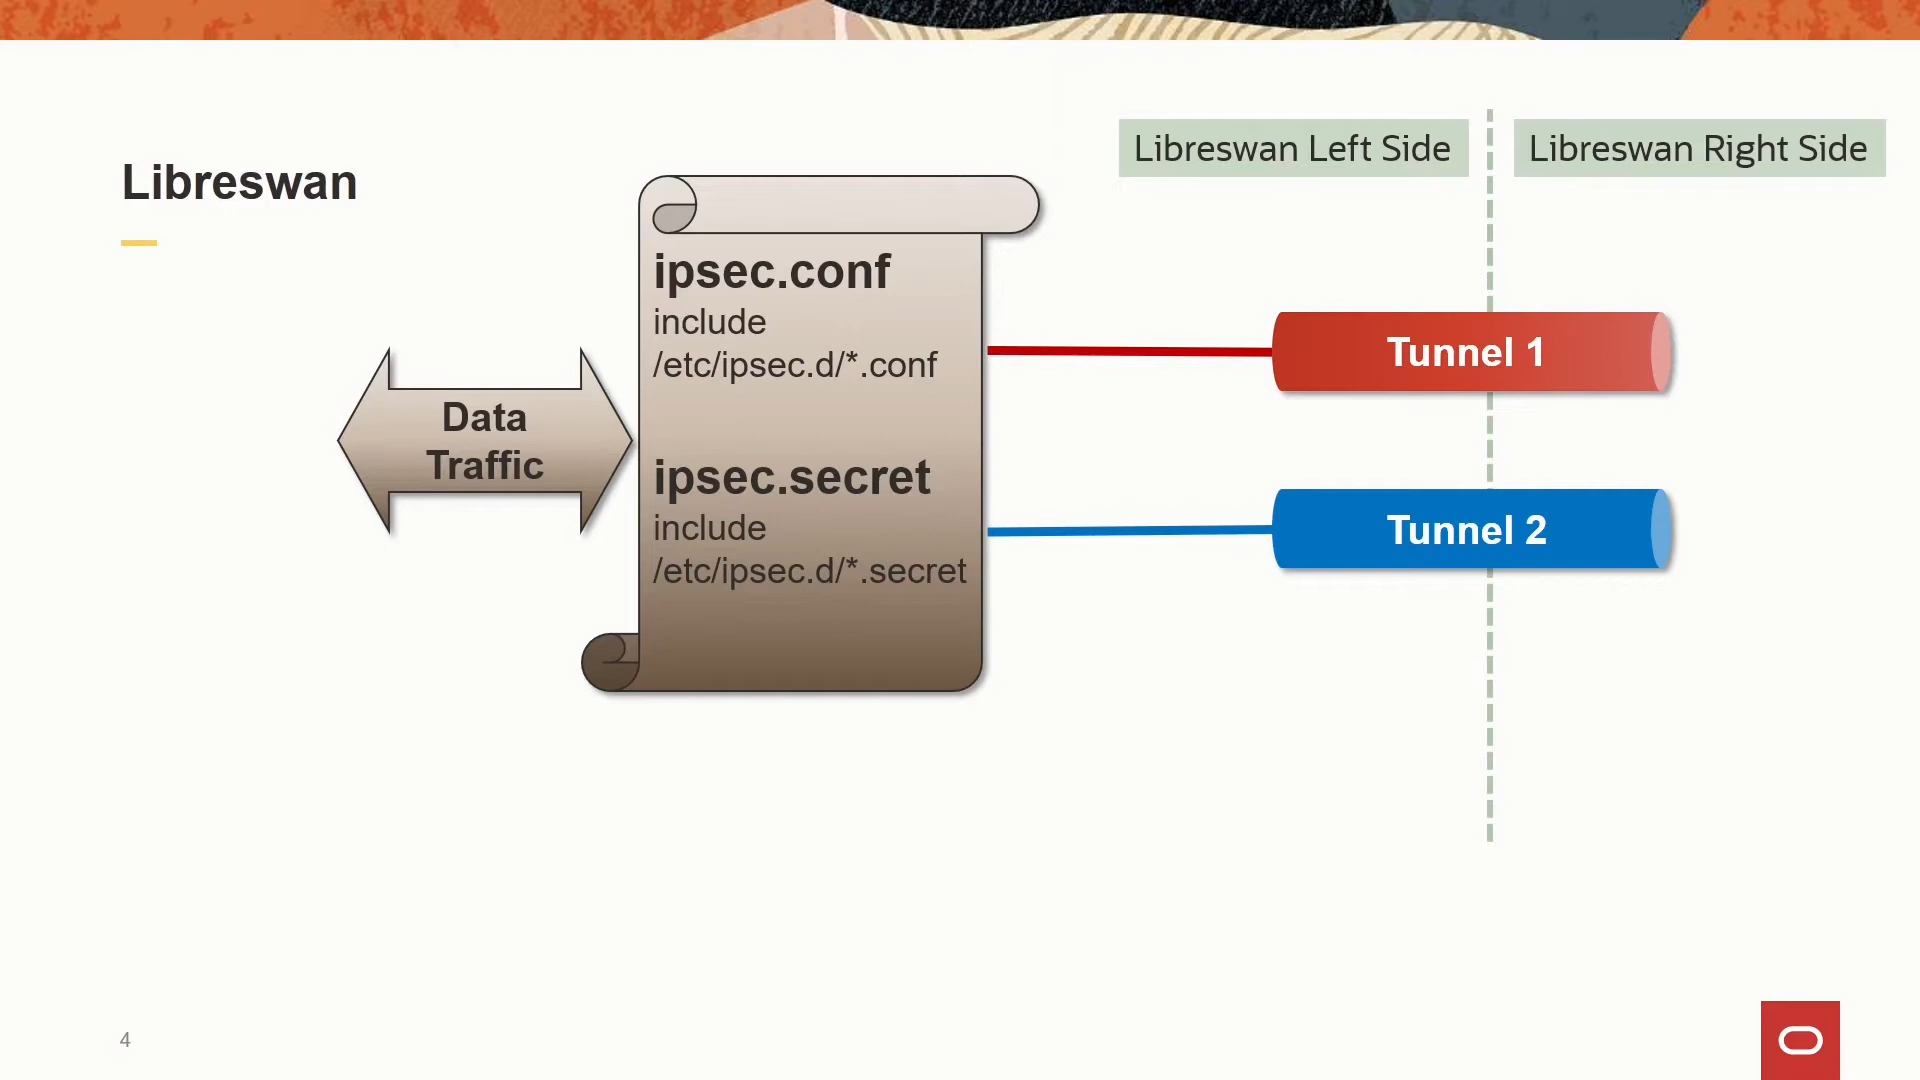 Libreswan
Libreswan Left Side
Libreswan Right Side
Data
Traffic
ipsec.conf
include
/etc/ipsec.d/*.conf
ipsec.secret
include
/etc/ipsec.d/*.secret
Tunnel 1
Tunnel 2
4